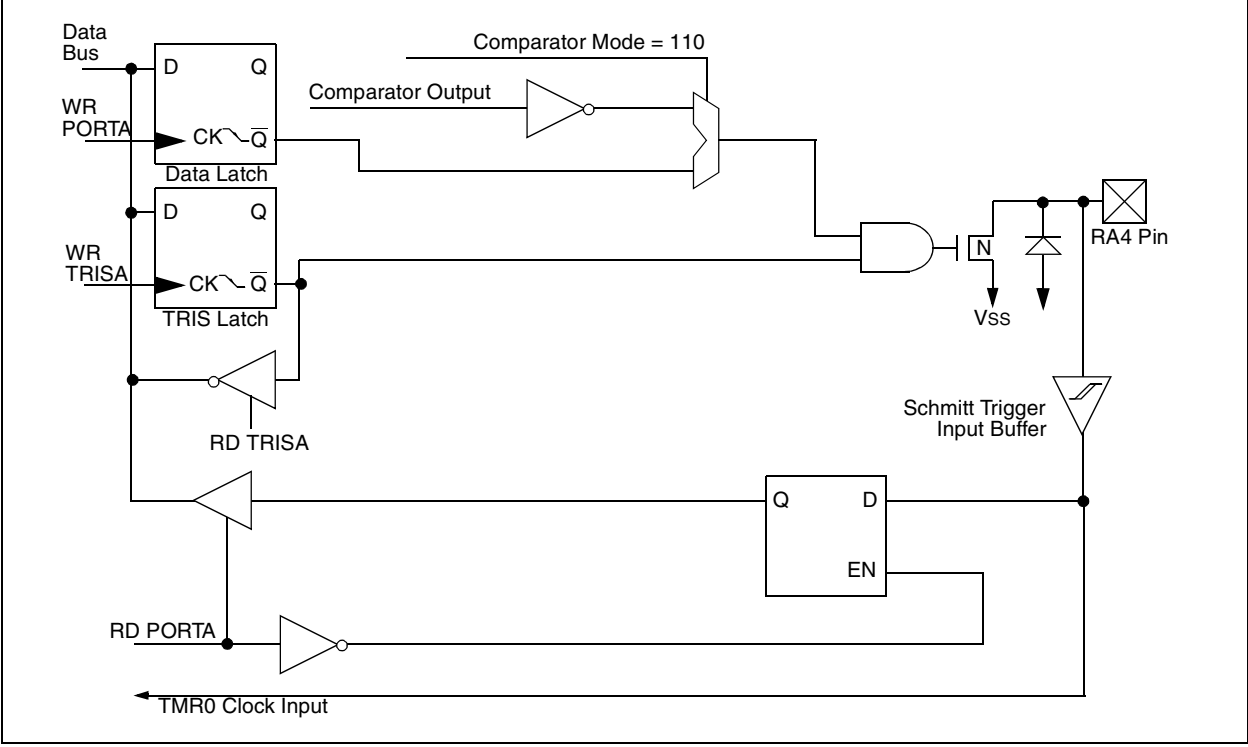 Data
Bus
Comparator Mode = 110
D Q
Comparator Output
WR
PORTA
CK Q̅
Data Latch
D Q
RA4 Pin
WR
TRISA
CK Q̅
N
TRIS Latch
VSS
Schmitt Trigger
Input Buffer
RD TRISA
Q D
EN
RD PORTA
TMR0 Clock Input